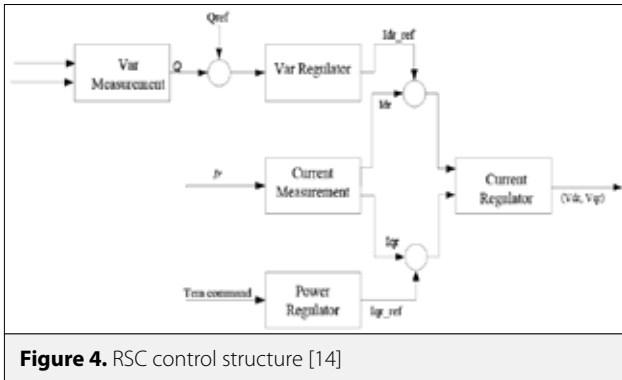 Qref
Idr_ref
Var
Measurement
Q
Var Regulator
Idr
Ir
Current
Measurement
Current
Regulator
(Vdr, Vqr)
Iqr
Tem command
Power
Regulator
Iqr_ref
Figure 4. RSC control structure [14]